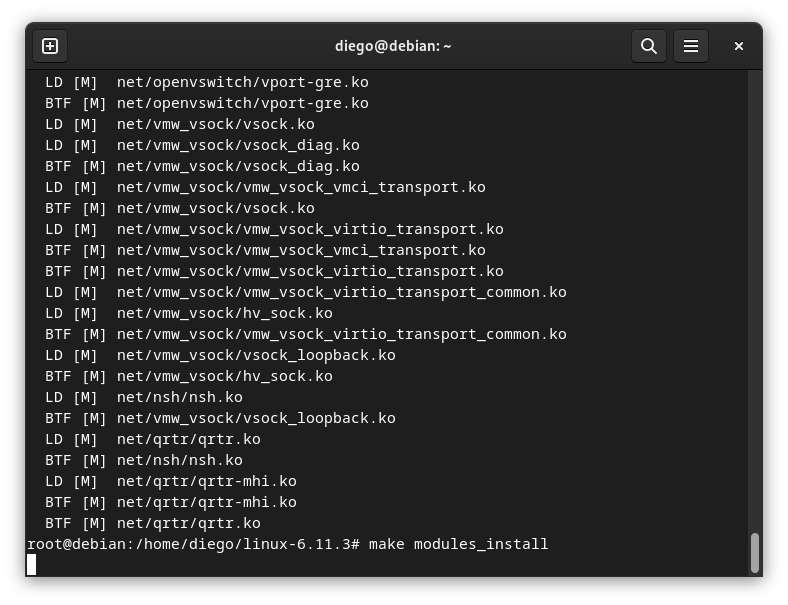 diego@debian: ~
LD [M]  net/openvswitch/vport-gre.ko
BTF [M] net/openvswitch/vport-gre.ko
LD [M]  net/vmw_vsock/vsock.ko
LD [M]  net/vmw_vsock/vsock_diag.ko
BTF [M] net/vmw_vsock/vsock_diag.ko
LD [M]  net/vmw_vsock/vmw_vsock_vmci_transport.ko
BTF [M] net/vmw_vsock/vsock.ko
LD [M]  net/vmw_vsock/vmw_vsock_virtio_transport.ko
BTF [M] net/vmw_vsock/vmw_vsock_vmci_transport.ko
BTF [M] net/vmw_vsock/vmw_vsock_virtio_transport.ko
LD [M]  net/vmw_vsock/vmw_vsock_virtio_transport_common.ko
LD [M]  net/vmw_vsock/hv_sock.ko
BTF [M] net/vmw_vsock/vmw_vsock_virtio_transport_common.ko
LD [M]  net/vmw_vsock/vsock_loopback.ko
BTF [M] net/vmw_vsock/hv_sock.ko
LD [M]  net/nsh/nsh.ko
BTF [M] net/vmw_vsock/vsock_loopback.ko
LD [M]  net/qrtr/qrtr.ko
BTF [M] net/nsh/nsh.ko
LD [M]  net/qrtr/qrtr-mhi.ko
BTF [M] net/qrtr/qrtr-mhi.ko
BTF [M] net/qrtr/qrtr.ko
root@debian:/home/diego/linux-6.11.3# make modules_install